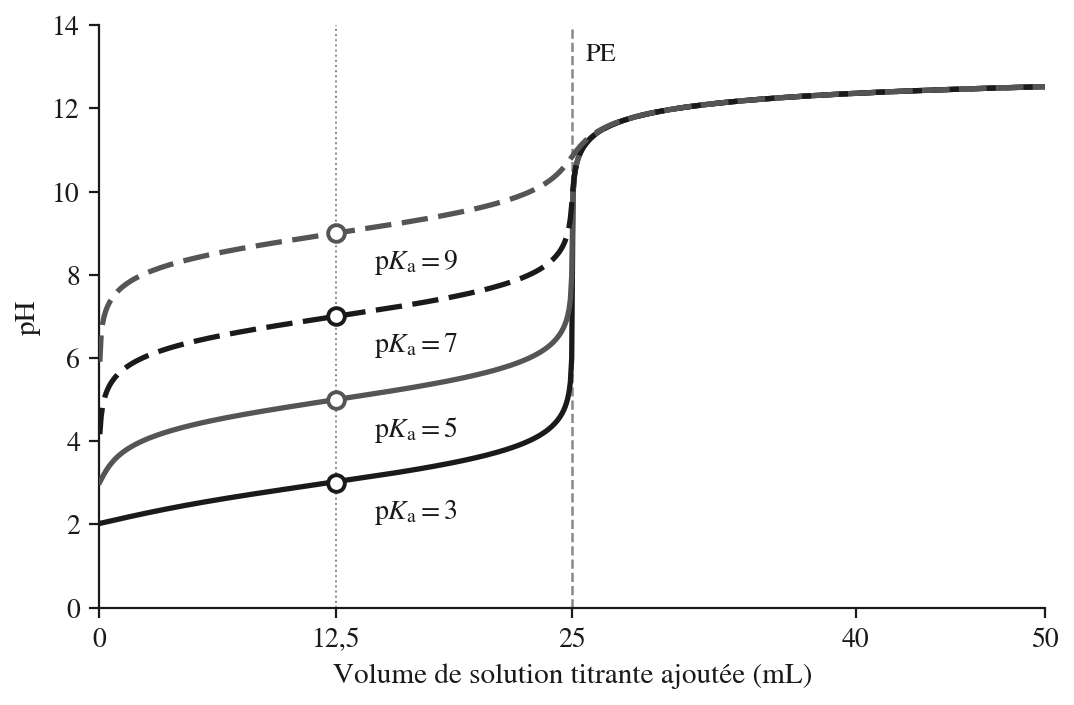 14
PE
12
10
pKa = 9
8
pH
pKa = 7
6
pKa = 5
4
pKa = 3
2
0
0 12,5 25 40 50
Volume de solution titrante ajoutée (mL)